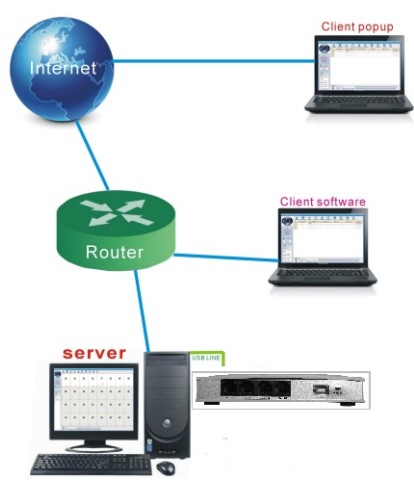 Client popup
Internet
Client software
Router
server
USB LINE